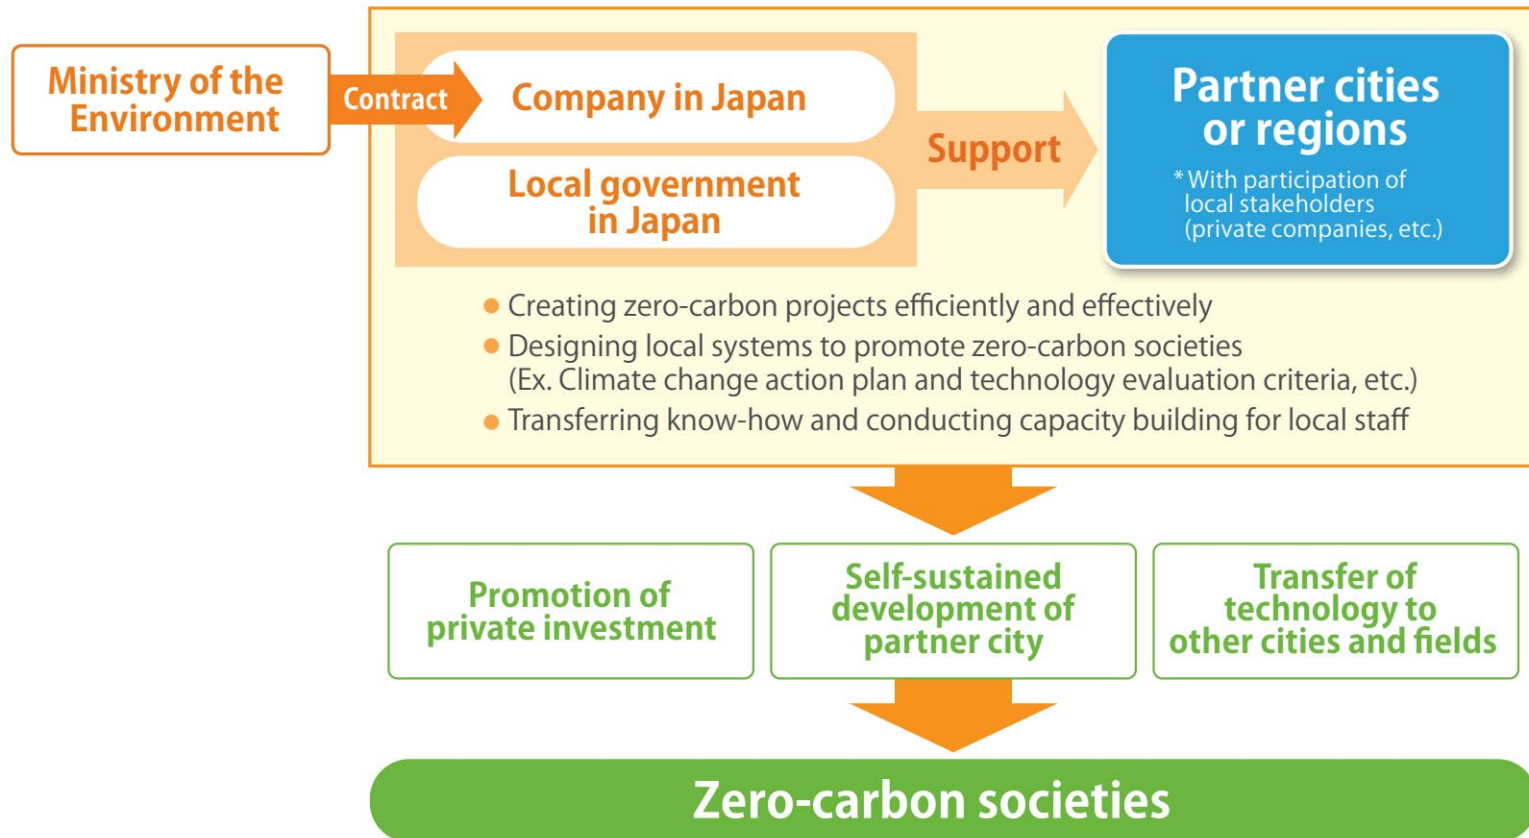 Ministry of the
Environment
Contract
Company in Japan
Local government
in Japan
Support
Partner cities
or regions
* With participation of
local stakeholders
(private companies, etc.)
● Creating zero-carbon projects efficiently and effectively
● Designing local systems to promote zero-carbon societies
(Ex. Climate change action plan and technology evaluation criteria, etc.)
● Transferring know-how and conducting capacity building for local staff
Promotion of
private investment
Self-sustained
development of
partner city
Transfer of
technology to
other cities and fields
Zero-carbon societies